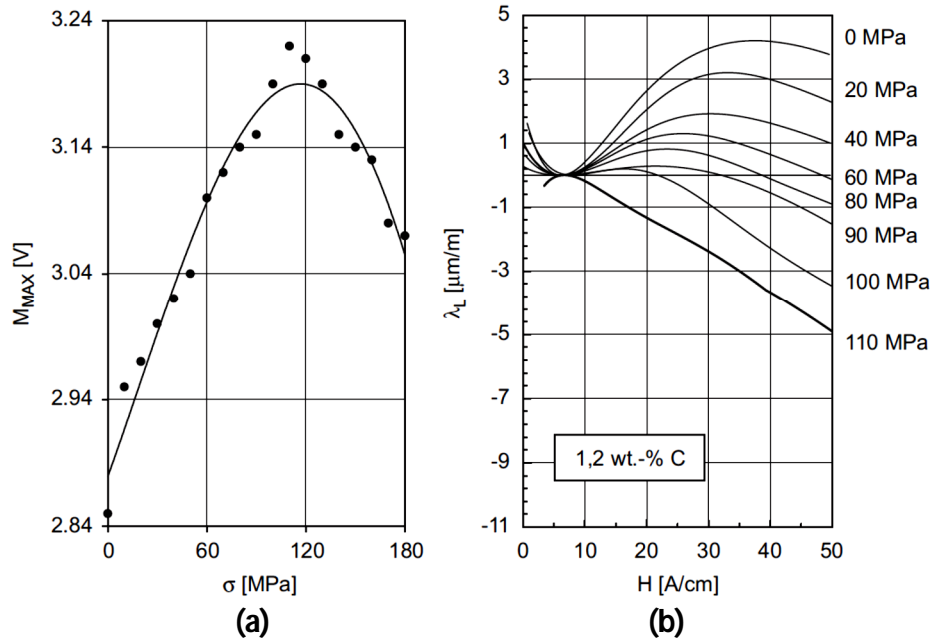 3.24
3.14
3.04
2.94
2.84
M_MAX [V]
0
60
120
180
σ [MPa]
(a)
5
3
1
-1
-3
-5
-7
-9
-11
λ_L [μm/m]
0 MPa
20 MPa
40 MPa
60 MPa
80 MPa
90 MPa
100 MPa
110 MPa
1,2 wt.-% C
0
10
20
30
40
50
H [A/cm]
(b)